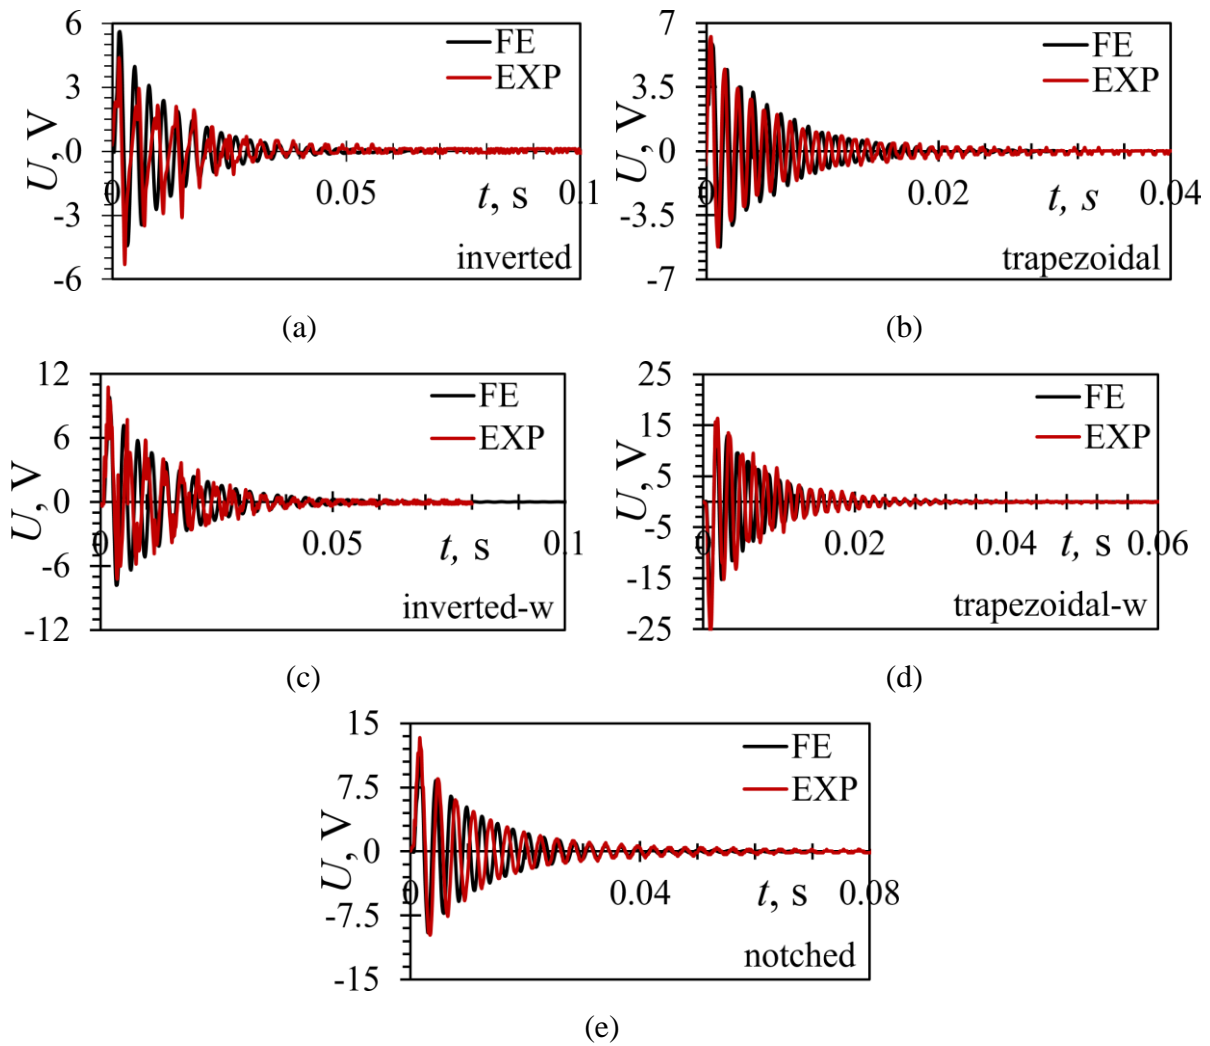 6
FE
EXP
3
U, V
0
0
0.05
t, s
0.1
-3
inverted
-6
(a)
7
FE
EXP
3.5
U, V
0
0
0.02
t, s
0.04
-3.5
trapezoidal
-7
(b)
12
FE
6
EXP
U, V
0
0
0.05
t, s
0.1
-6
inverted-w
-12
(c)
25
FE
15
EXP
5
U, V
-5
0
0.02
0.04
t, s
0.06
-15
trapezoidal-w
-25
(d)
15
FE
7.5
EXP
U, V
0
0
0.04
t, s
0.08
-7.5
notched
-15
(e)